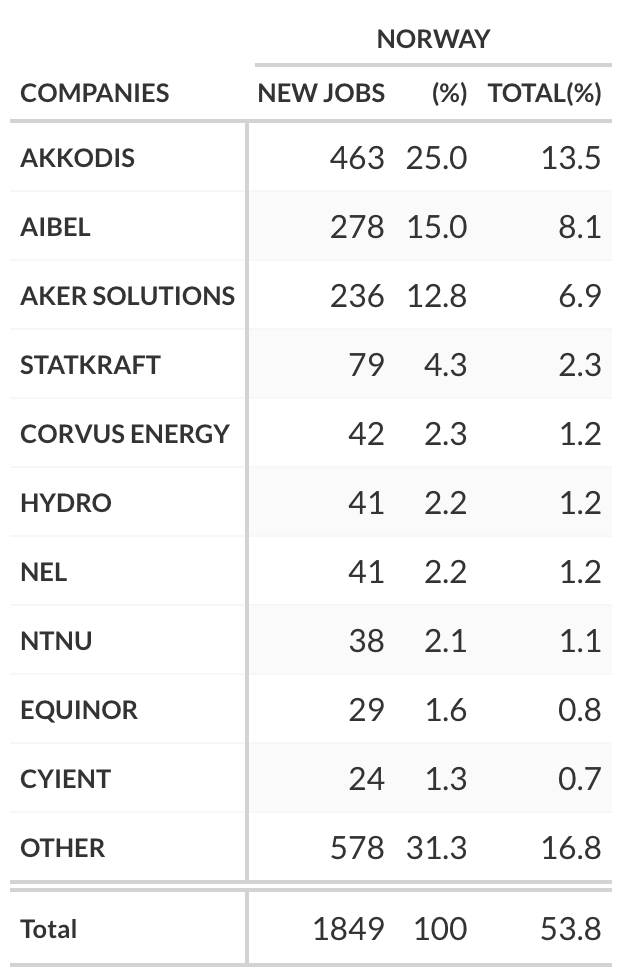 NORWAY
COMPANIES NEW JOBS (%) TOTAL(%)
AKKODIS 463 25.0 13.5
AIBEL 278 15.0 8.1
AKER SOLUTIONS 236 12.8 6.9
STATKRAFT 79 4.3 2.3
CORVUS ENERGY 42 2.3 1.2
HYDRO 41 2.2 1.2
NEL 41 2.2 1.2
NTNU 38 2.1 1.1
EQUINOR 29 1.6 0.8
CYIENT 24 1.3 0.7
OTHER 578 31.3 16.8
Total 1849 100 53.8